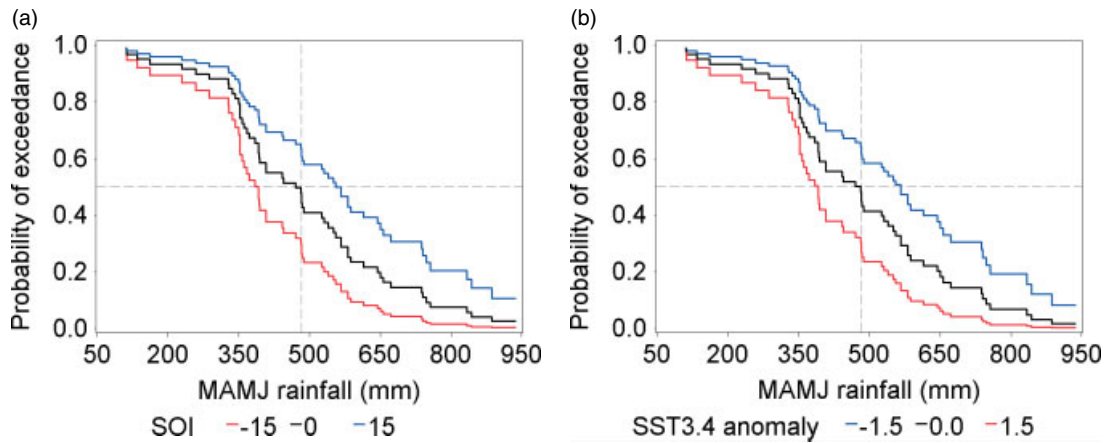 (a)
Probability of exceedance
1.0
0.8
0.6
0.4
0.2
0.0
50 200 350 500 650 800 950
MAMJ rainfall (mm)
SOI -15 0 15
(b)
Probability of exceedance
1.0
0.8
0.6
0.4
0.2
0.0
50 200 350 500 650 800 950
MAMJ rainfall (mm)
SST3.4 anomaly -1.5 0.0 1.5